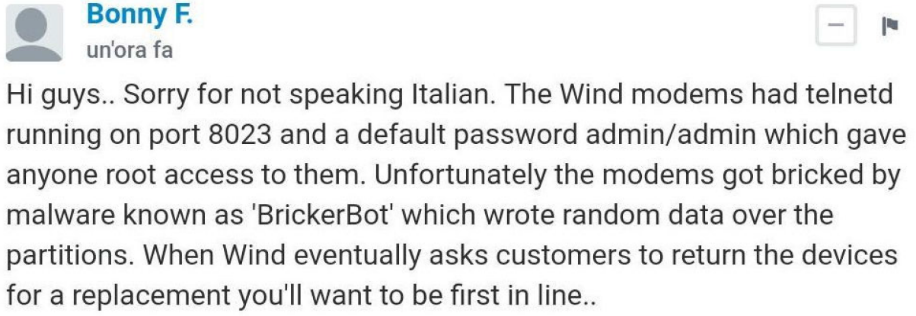 Bonny F.
un'ora fa
Hi guys.. Sorry for not speaking Italian. The Wind modems had telnetd
running on port 8023 and a default password admin/admin which gave
anyone root access to them. Unfortunately the modems got bricked by
malware known as 'BrickerBot' which wrote random data over the
partitions. When Wind eventually asks customers to return the devices
for a replacement you'll want to be first in line..